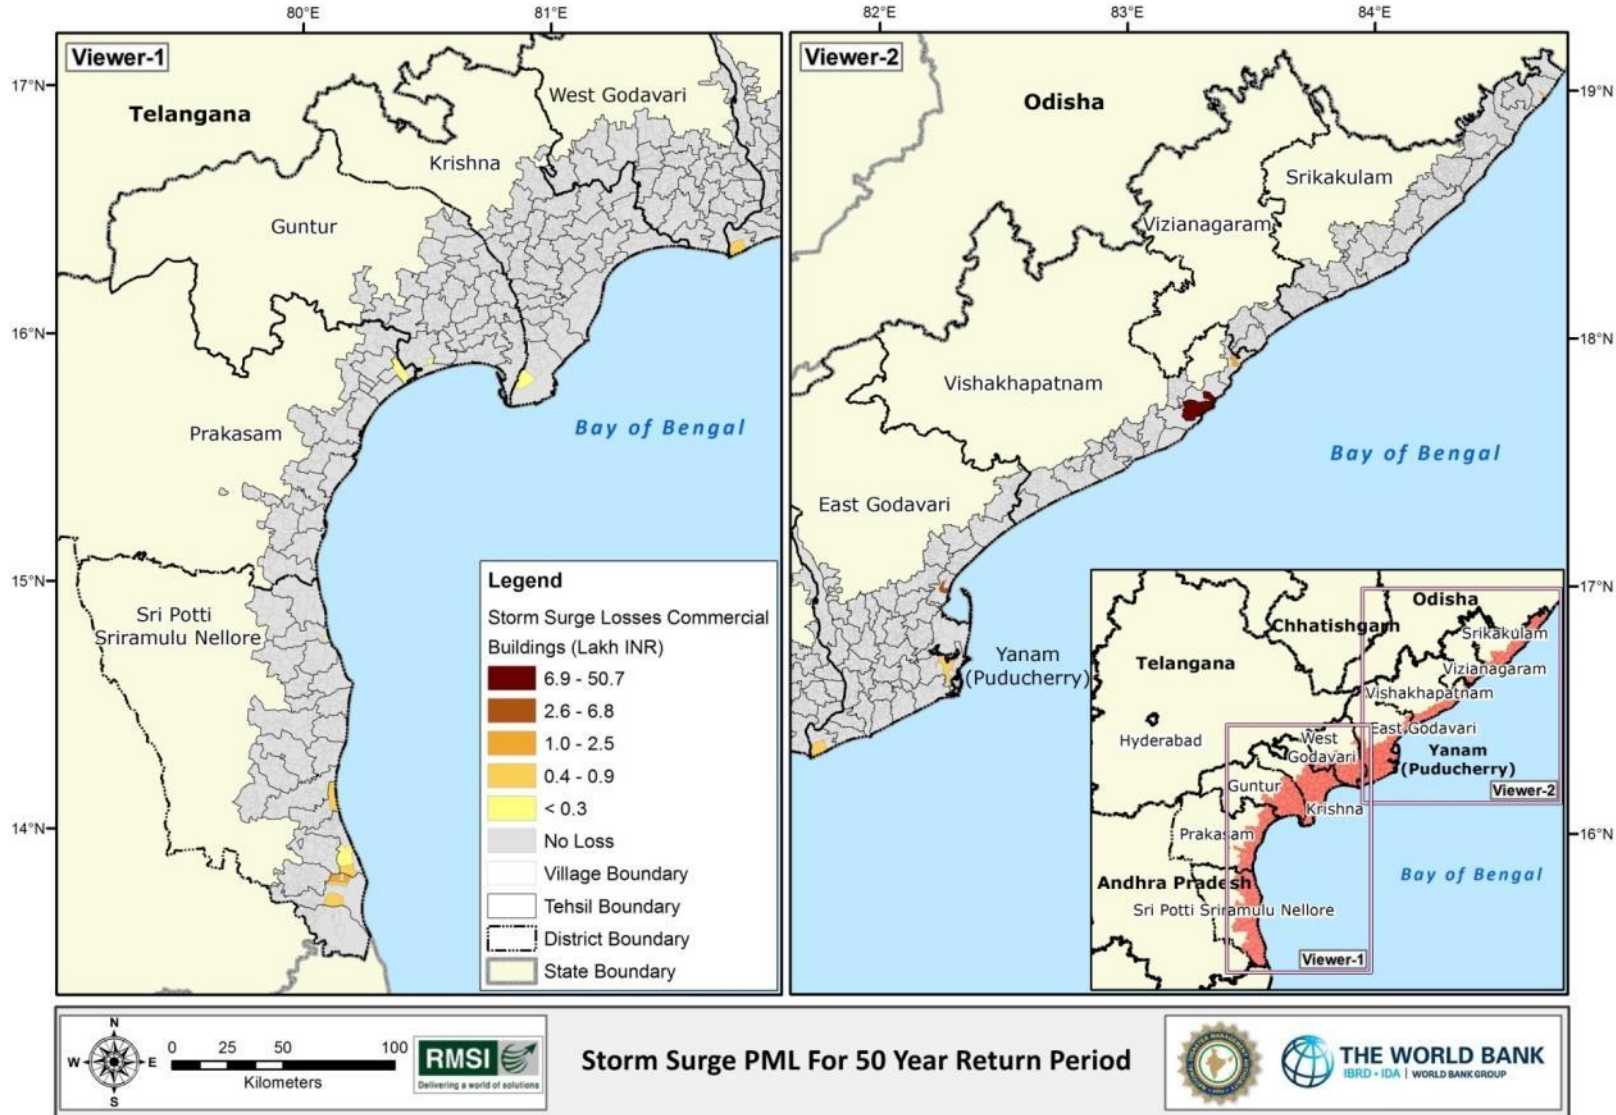 80°E
81°E
82°E
83°E
84°E
Viewer-1
17°N
16°N
15°N
14°N
Telangana
West Godavari
Krishna
Guntur
Prakasam
Bay of Bengal
Sri Potti
Sriramulu Nellore
Legend
Storm Surge Losses Commercial
Buildings (Lakh INR)
6.9 - 50.7
2.6 - 6.8
1.0 - 2.5
0.4 - 0.9
< 0.3
No Loss
Village Boundary
Tehsil Boundary
District Boundary
State Boundary
Viewer-2
19°N
18°N
17°N
16°N
Odisha
Srikakulam
Vizianagaram
Vishakhapatnam
Bay of Bengal
East Godavari
Yanam
(Puducherry)
Odisha
Chhatishgarh
Srikakulam
Telangana
Vizianagaram
Vishakhapatnam
East Godavari
Hyderabad
West
Godavari
Yanam
(Puducherry)
Guntur
Viewer-2
Krishna
Prakasam
Andhra Pradesh
Bay of Bengal
Sri Potti Sriramulu Nellore
Viewer-1
N
W
E
S
0 25 50 100
Kilometers
RMSI
Delivering a world of solutions
Storm Surge PML For 50 Year Return Period
THE WORLD BANK
IBRD • IDA | WORLD BANK GROUP